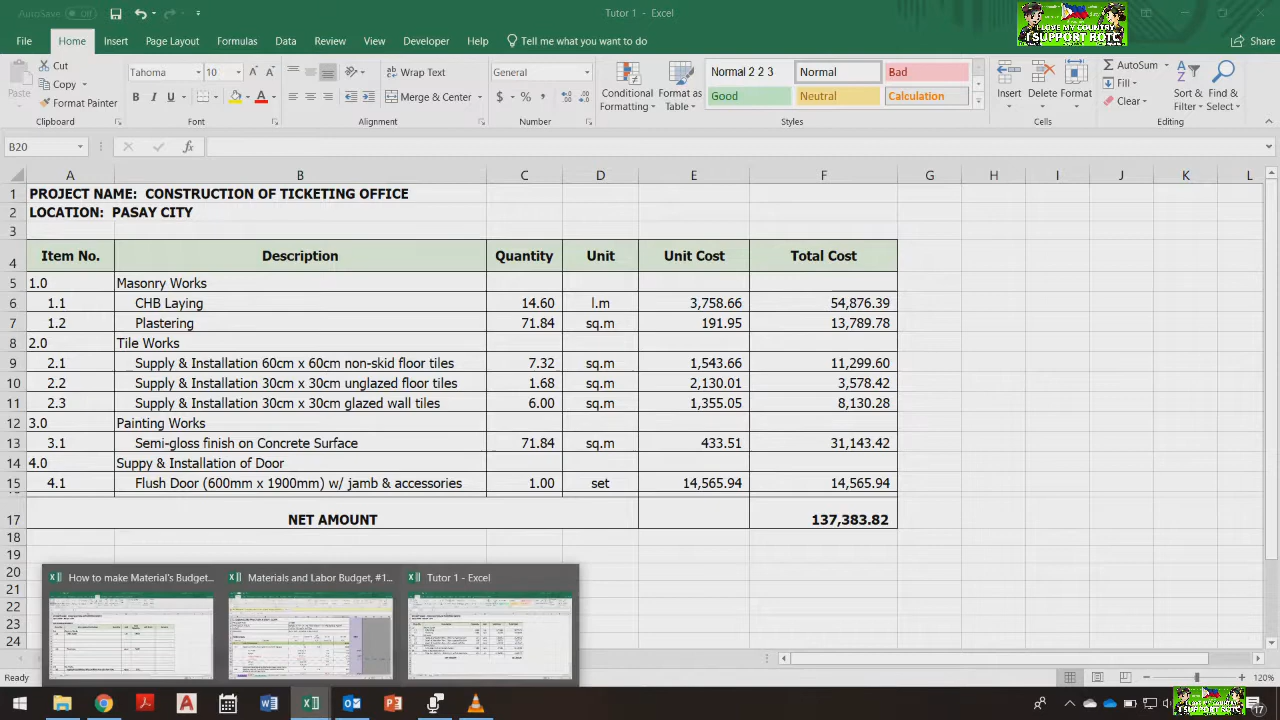 AutoSave Off
Tutor 1 - Excel
I LOVE MY COUNTRY
I SUPPORT ROTC
File Home Insert Page Layout Formulas Data Review View Developer Help Tell me what you want to do Share
Paste
Cut
Copy
Format Painter
Clipboard
Tahoma 10
B I U
Font
Wrap Text
Merge & Center
Alignment
General
$ % ,
Number
Conditional Formatting
Format as Table
Normal 2 2 3 Normal Bad
Good Neutral Calculation
Styles
Insert Delete Format
Cells
AutoSum
Fill
Clear
Sort & Filter
Find & Select
Editing
B20 fx
A B C D E F G H I J K L
1 PROJECT NAME: CONSTRUCTION OF TICKETING OFFICE
2 LOCATION: PASAY CITY
3
4 Item No. Description Quantity Unit Unit Cost Total Cost
5 1.0 Masonry Works
6 1.1 CHB Laying 14.60 l.m 3,758.66 54,876.39
7 1.2 Plastering 71.84 sq.m 191.95 13,789.78
8 2.0 Tile Works
9 2.1 Supply & Installation 60cm x 60cm non-skid floor tiles 7.32 sq.m 1,543.66 11,299.60
10 2.2 Supply & Installation 30cm x 30cm unglazed floor tiles 1.68 sq.m 2,130.01 3,578.42
11 2.3 Supply & Installation 30cm x 30cm glazed wall tiles 6.00 sq.m 1,355.05 8,130.28
12 3.0 Painting Works
13 3.1 Semi-gloss finish on Concrete Surface 71.84 sq.m 433.51 31,143.42
14 4.0 Suppy & Installation of Door
15 4.1 Flush Door (600mm x 1900mm) w/ jamb & accessories 1.00 set 14,565.94 14,565.94
17 NET AMOUNT 137,383.82
18
19
20
21
22
23
24
How to make Material's Budget... Materials and Labor Budget, #1... Tutor 1 - Excel
Ready 120%